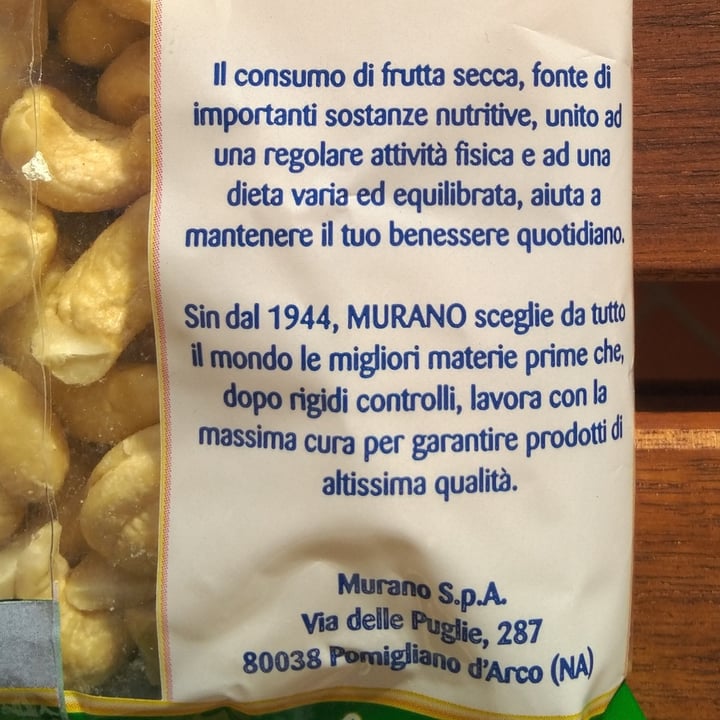 Il consumo di frutta secca, fonte di
importanti sostanze nutritive, unito ad
una regolare attività fisica e ad una
dieta varia ed equilibrata, aiuta a
mantenere il tuo benessere quotidiano.
Sin dal 1944, MURANO sceglie da tutto
il mondo le migliori materie prime che,
dopo rigidi controlli, lavora con la
massima cura per garantire prodotti di
altissima qualità.
Murano S.p.A.
Via delle Puglie, 287
80038 Pomigliano d'Arco (NA)